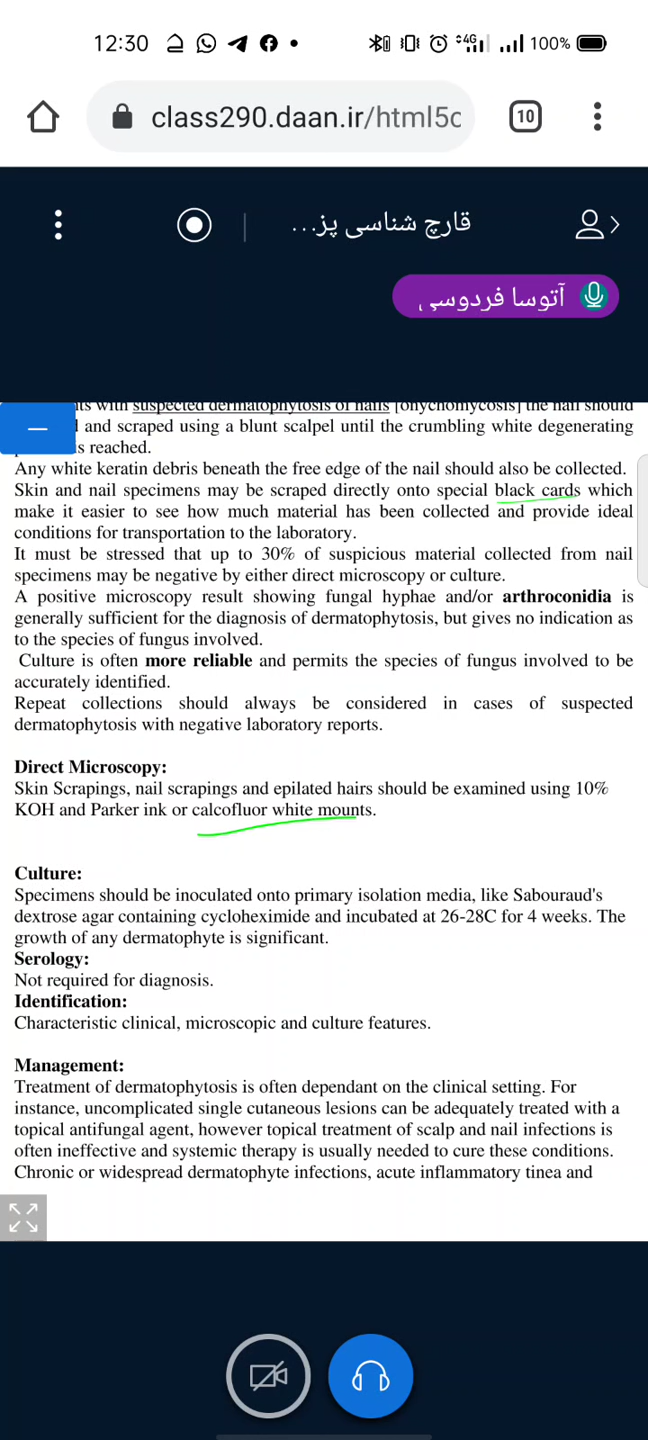 12:30
4G
100%
class290.daan.ir/html5c
10
قارچ شناسی پز...
آتوسا فردوسی
with suspected dermatophytosis of nails [onychomycosis] the nail should
and scraped using a blunt scalpel until the crumbling white degenerating
is reached.
Any white keratin debris beneath the free edge of the nail should also be collected.
Skin and nail specimens may be scraped directly onto special black cards which
make it easier to see how much material has been collected and provide ideal
conditions for transportation to the laboratory.
It must be stressed that up to 30% of suspicious material collected from nail
specimens may be negative by either direct microscopy or culture.
A positive microscopy result showing fungal hyphae and/or arthroconidia is
generally sufficient for the diagnosis of dermatophytosis, but gives no indication as
to the species of fungus involved.
Culture is often more reliable and permits the species of fungus involved to be
accurately identified.
Repeat collections should always be considered in cases of suspected
dermatophytosis with negative laboratory reports.
Direct Microscopy:
Skin Scrapings, nail scrapings and epilated hairs should be examined using 10%
KOH and Parker ink or calcofluor white mounts.
Culture:
Specimens should be inoculated onto primary isolation media, like Sabouraud's
dextrose agar containing cycloheximide and incubated at 26-28C for 4 weeks. The
growth of any dermatophyte is significant.
Serology:
Not required for diagnosis.
Identification:
Characteristic clinical, microscopic and culture features.
Management:
Treatment of dermatophytosis is often dependant on the clinical setting. For
instance, uncomplicated single cutaneous lesions can be adequately treated with a
topical antifungal agent, however topical treatment of scalp and nail infections is
often ineffective and systemic therapy is usually needed to cure these conditions.
Chronic or widespread dermatophyte infections, acute inflammatory tinea and